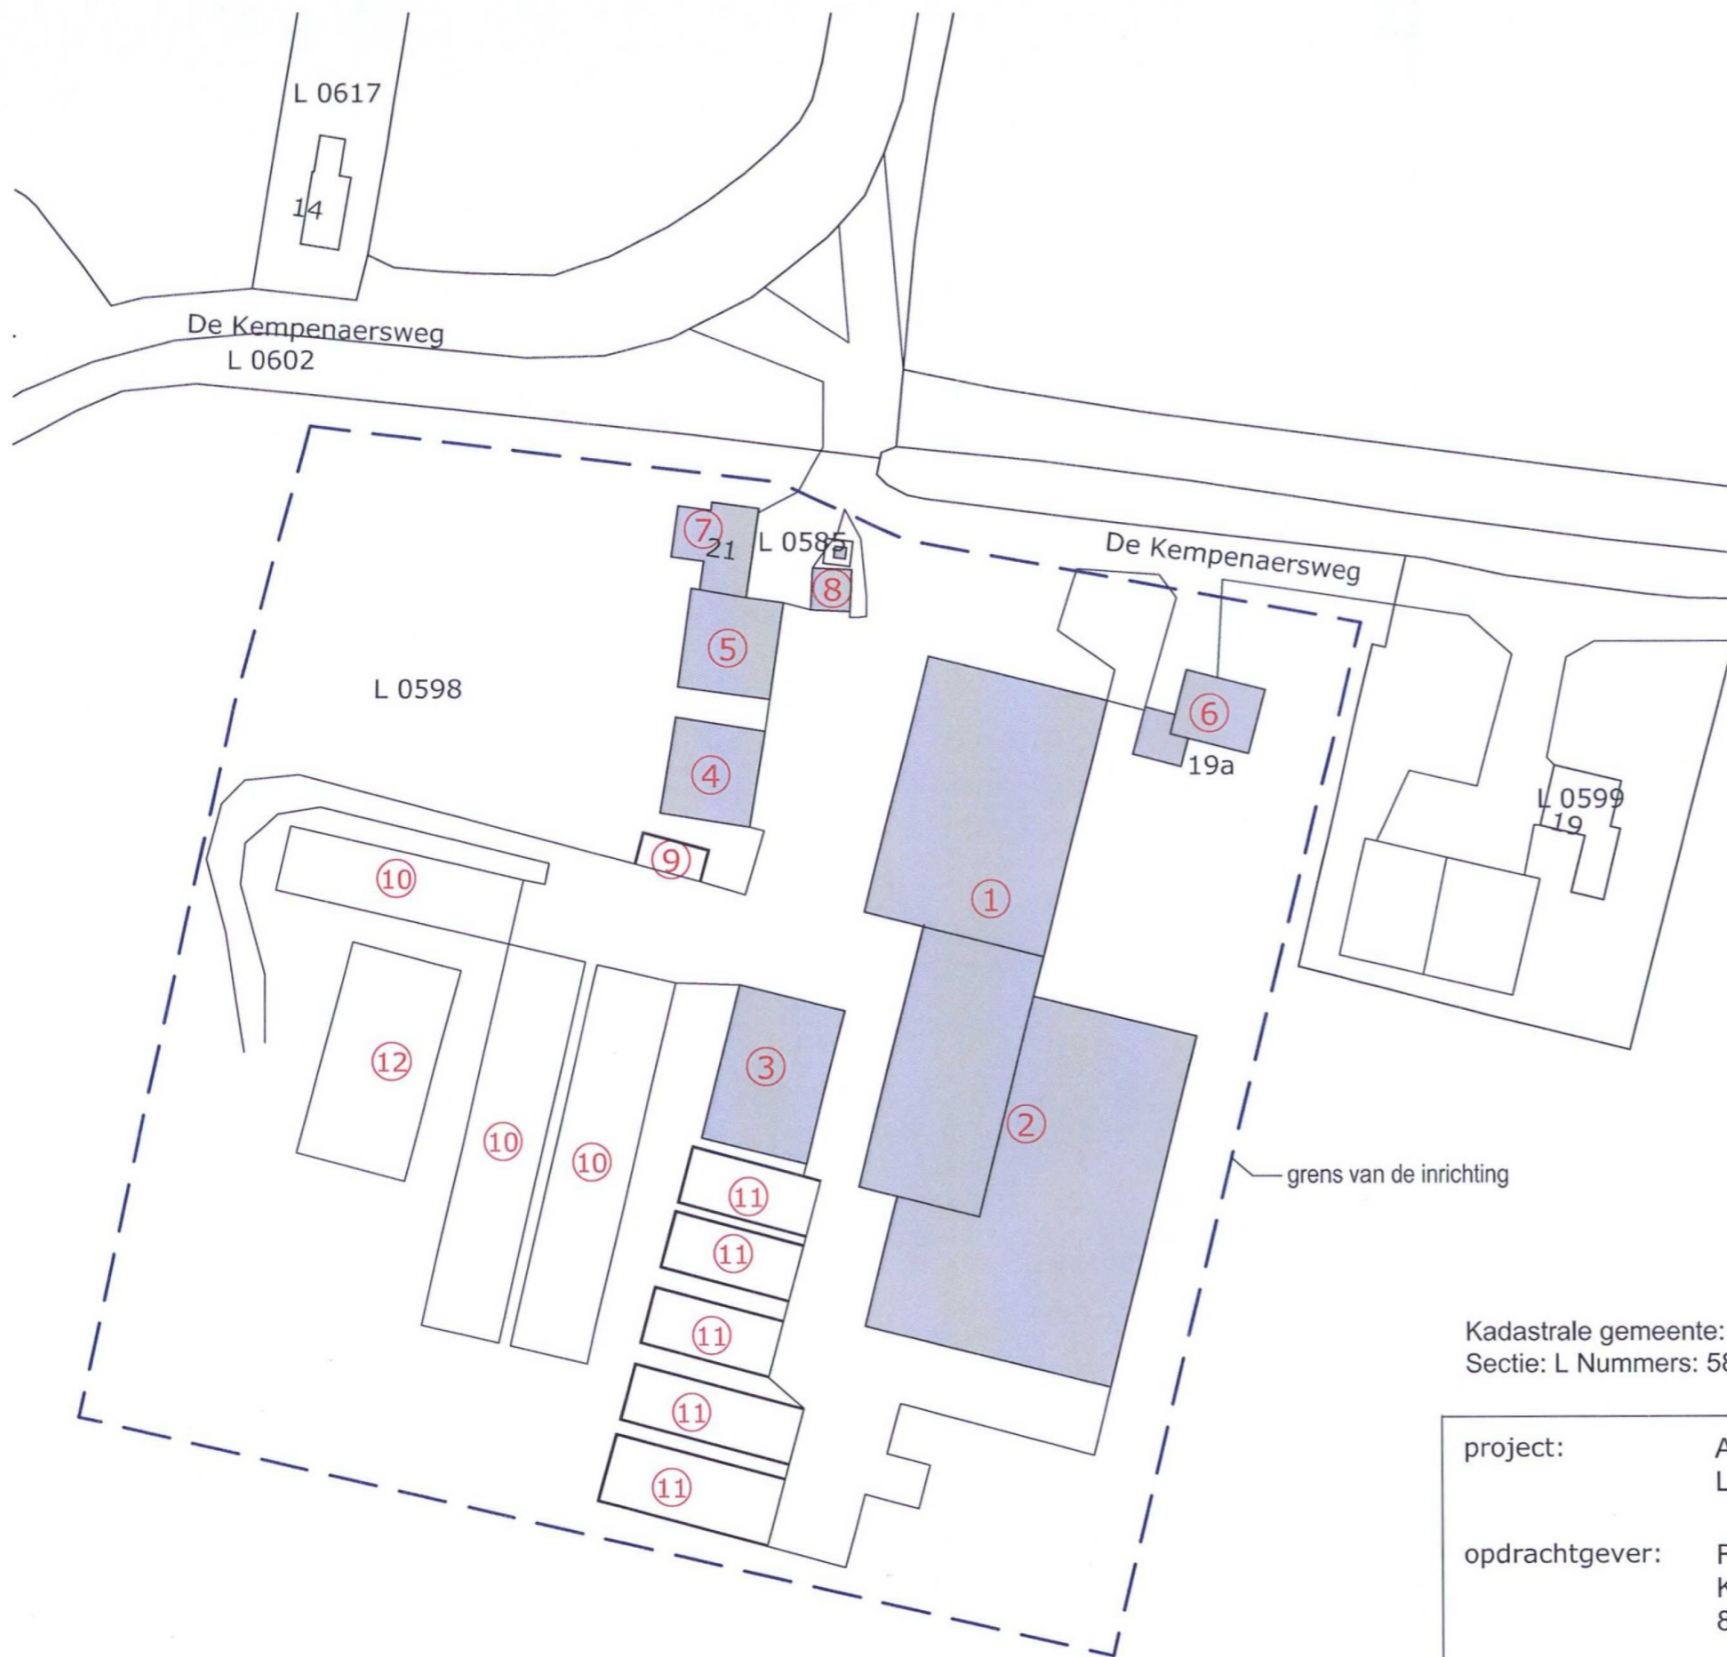 L 0617
14
De Kempenaersweg
L 0602
⑦
21
L 0585
⑧
De Kempenaersweg
⑤
L 0598
⑥
19a
④
L 0599
19
⑨
⑩
①
③
⑫
②
⑩
⑩
grens van de inrichting
⑪
⑪
⑪
⑪
⑪
Kadastrale gemeente:
Sectie: L Nummers: 58
project: A
L
opdrachtgever:
K
8